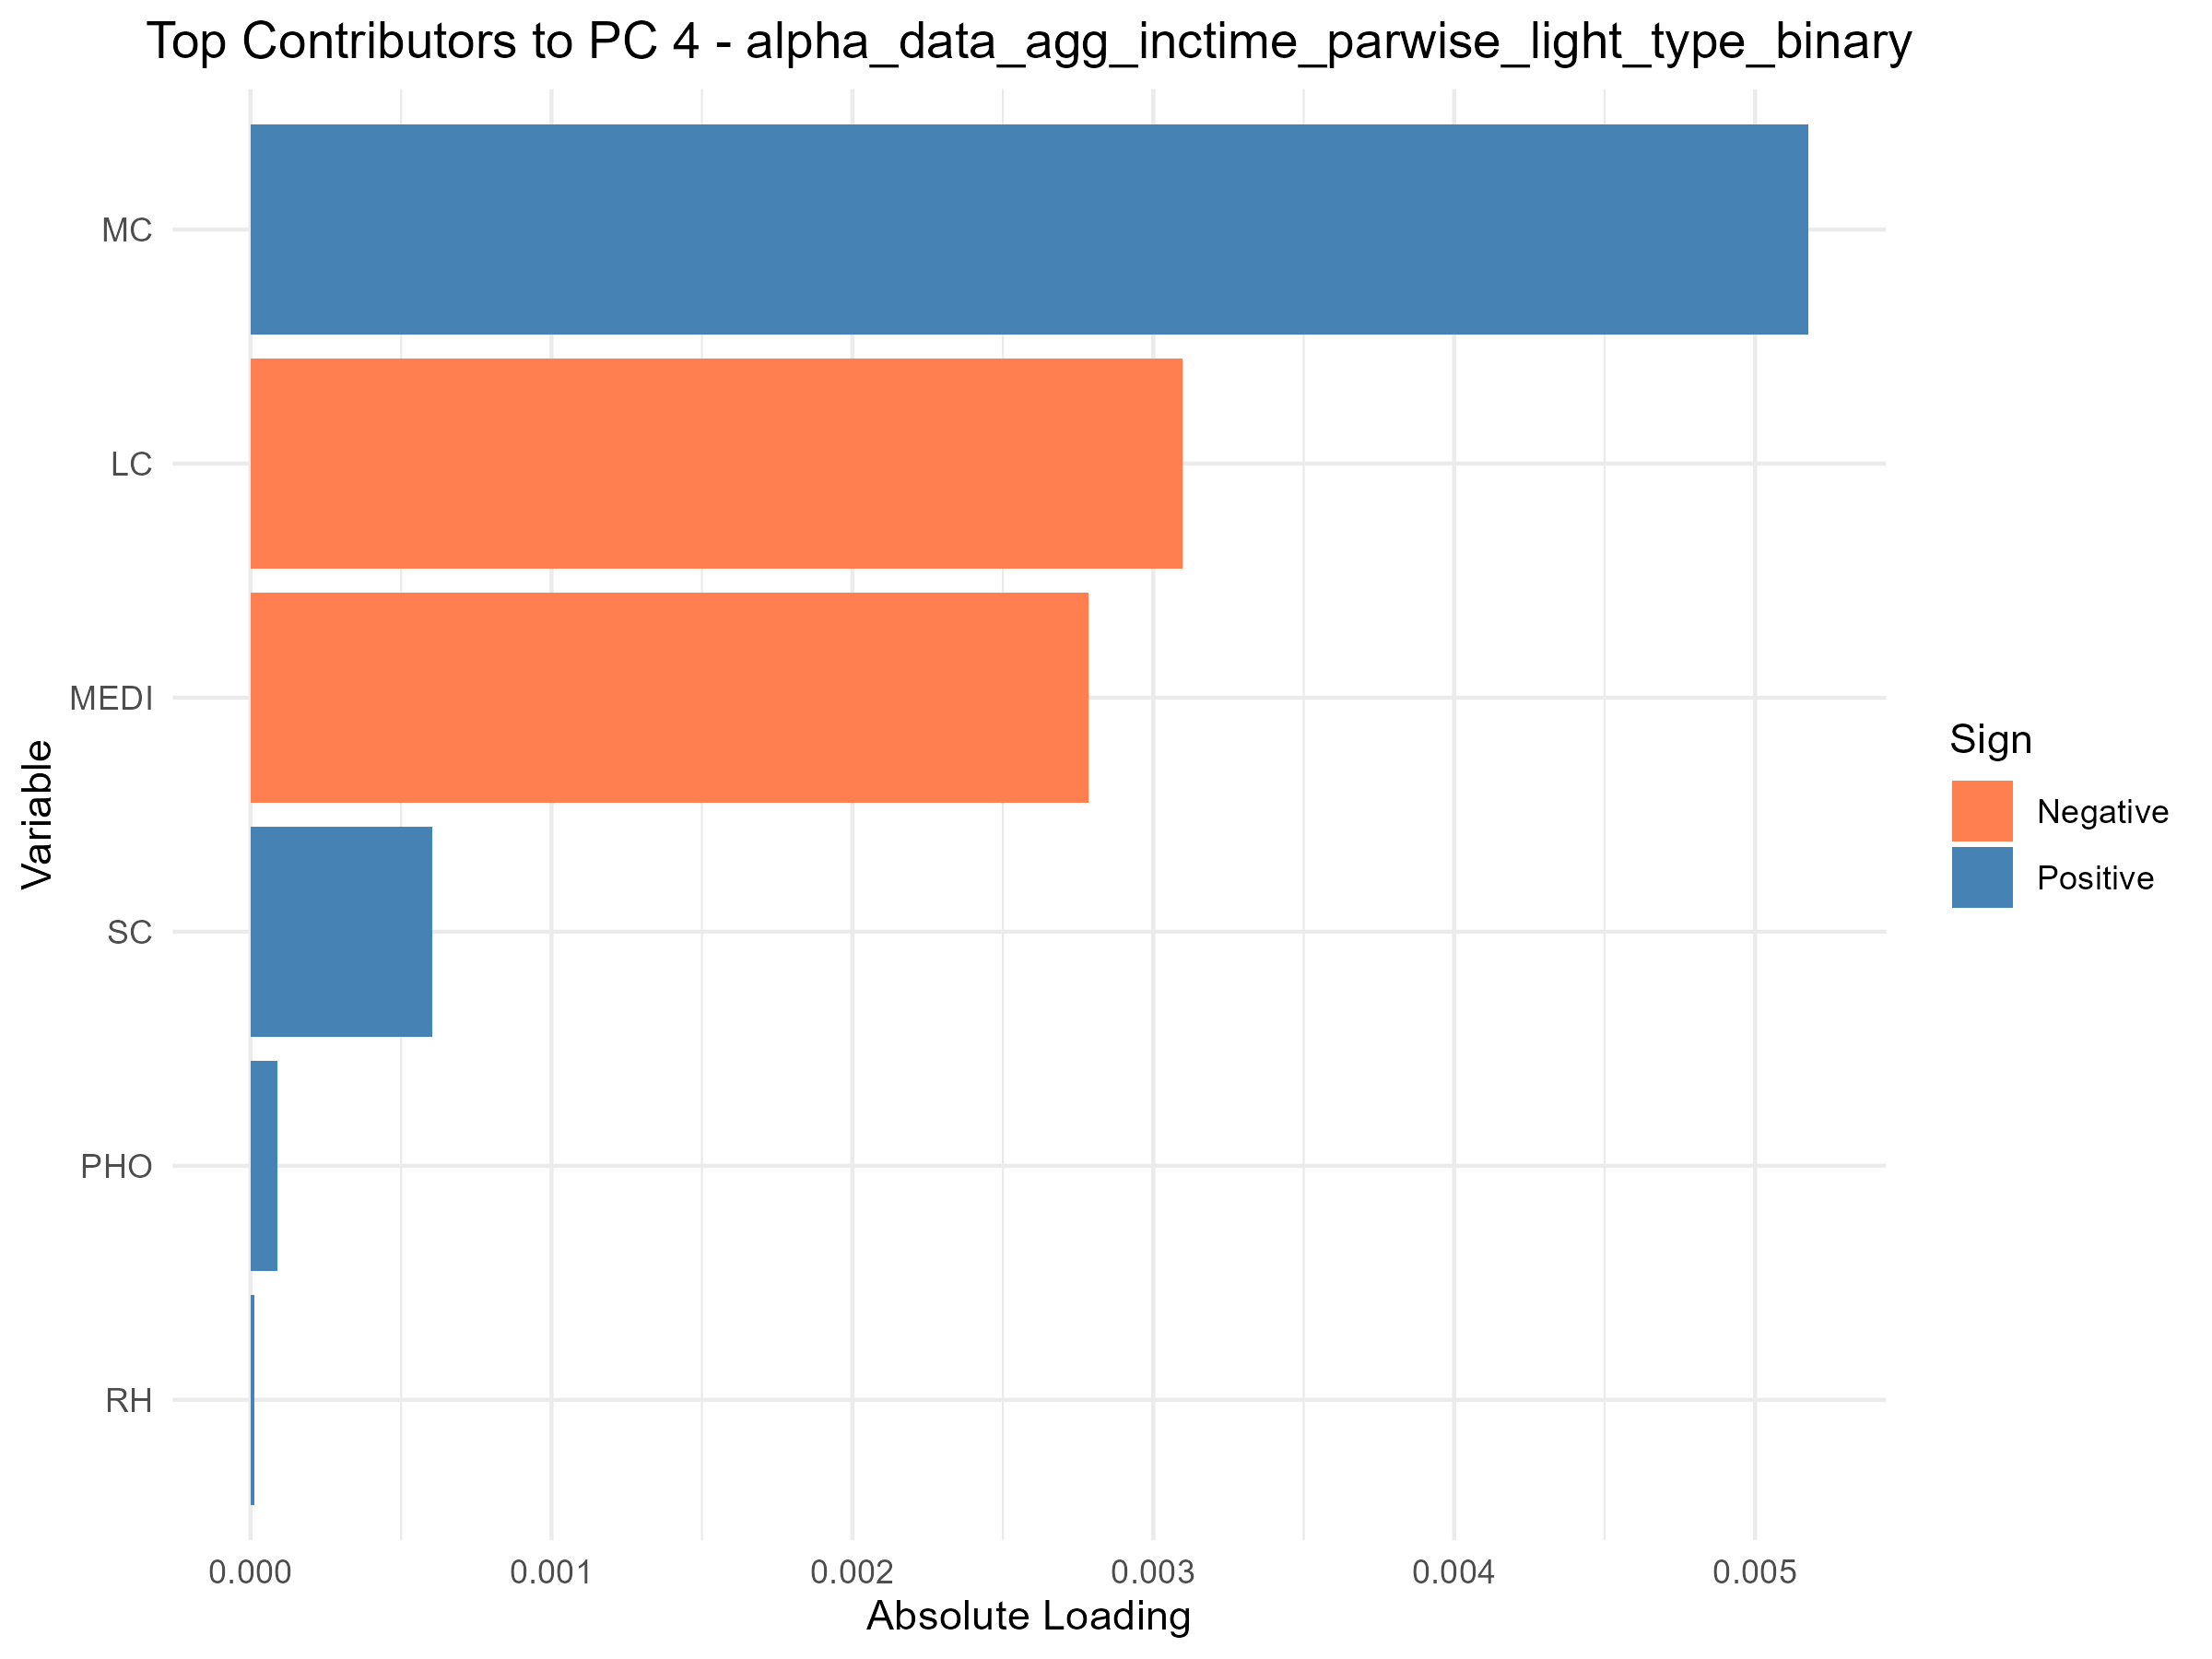 Top Contributors to PC 4 - alpha_data_agg_inctime_parwise_light_type_binary
Variable
MC
LC
MEDI
SC
PHO
RH
0.000 0.001 0.002 0.003 0.004 0.005
Absolute Loading
Sign
Negative
Positive